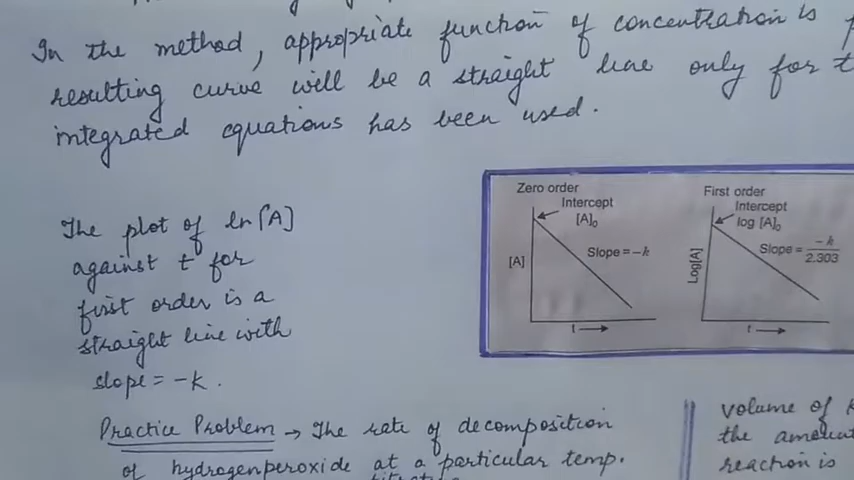 In the method, appropriate function of concentration is
resulting curve will be a straight line only for
integrated equations has been used.
The plot of ln[A]
against t for
first order is a
straight line with
slope = -k.
Zero order
Intercept
[A]₀
Slope = -k
[A]
t
First order
Intercept
log [A]₀
Slope = -k/2.303
Log[A]
t
Practice Problem → The rate of decomposition
of hydrogenperoxide at a particular temp.
volume of
the amount
reaction is